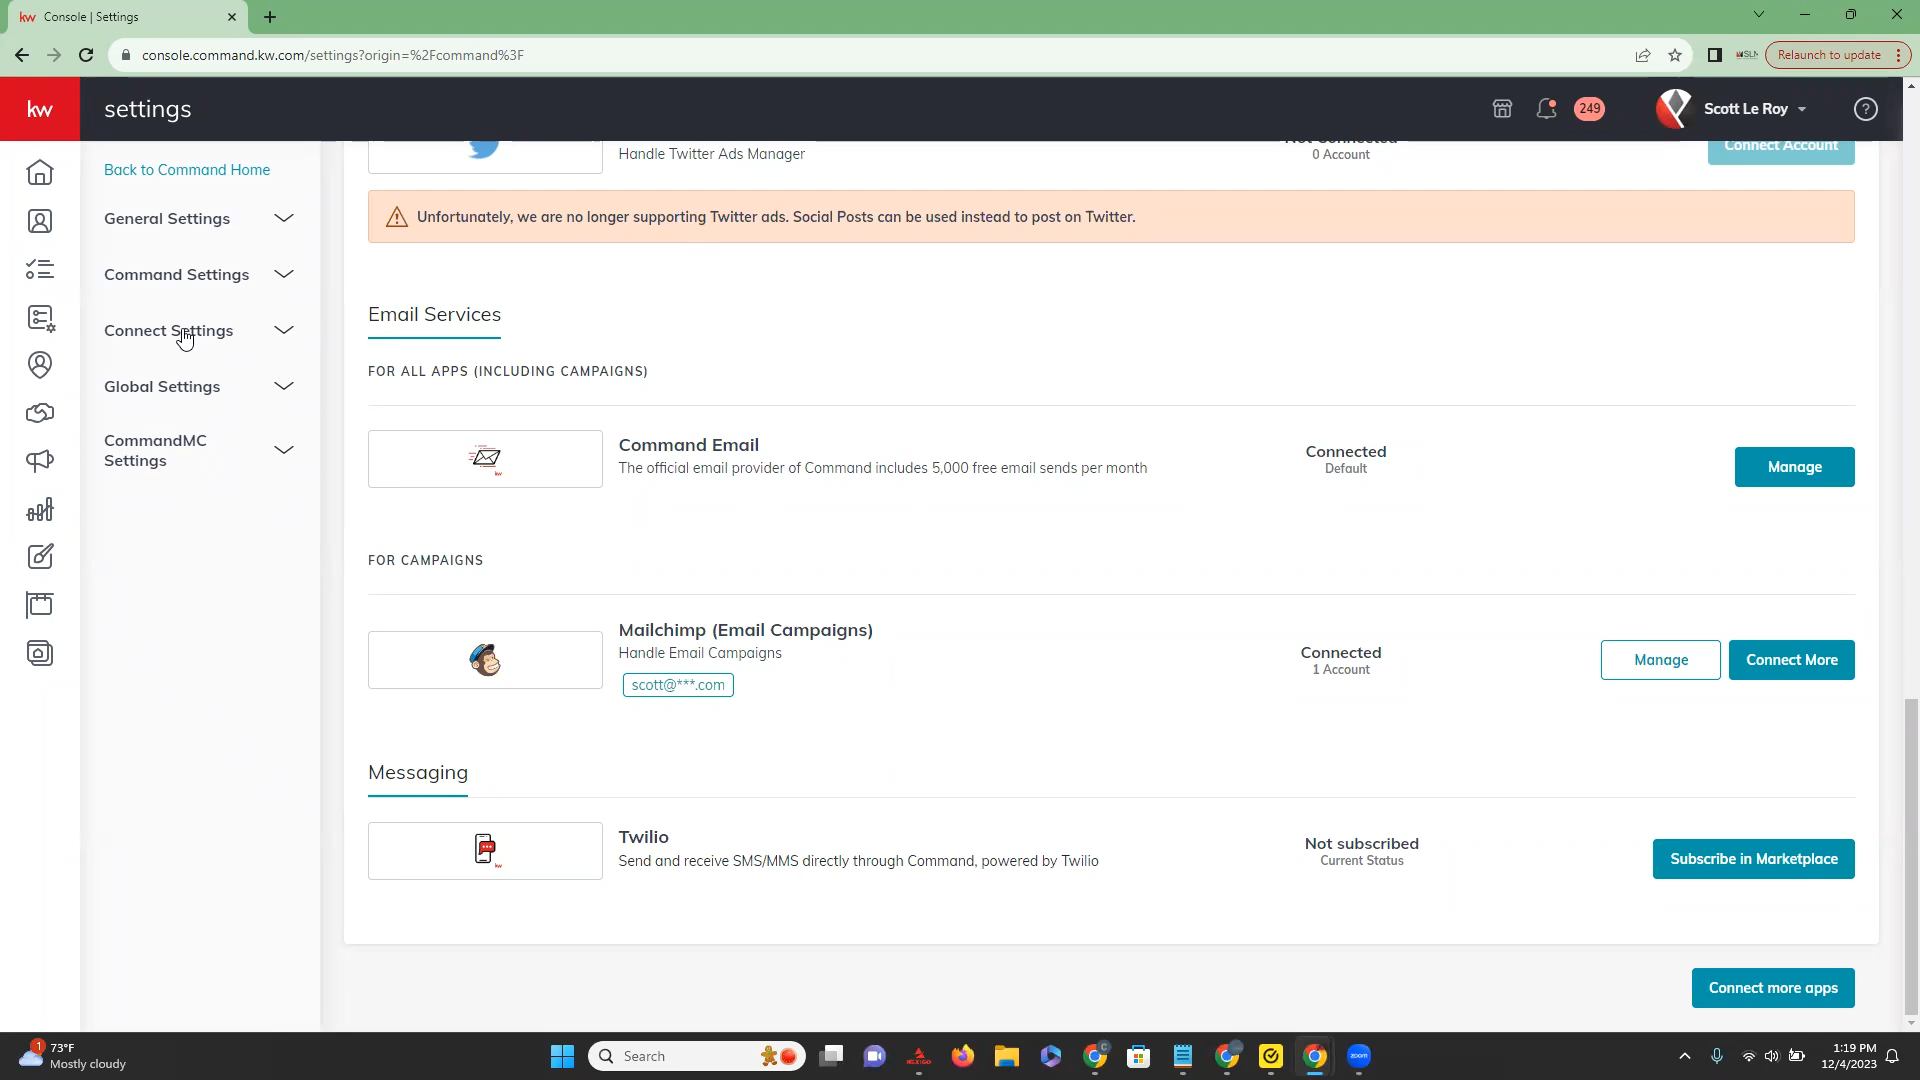 kw Console | Settings
console.command.kw.com/settings?origin=%2Fcommand%3F
Relaunch to update
kw
settings
249
Scott Le Roy
Back to Command Home
General Settings
Command Settings
Connect Settings
Global Settings
CommandMC
Settings
Handle Twitter Ads Manager
Not Connected
0 Account
Connect Account
Unfortunately, we are no longer supporting Twitter ads. Social Posts can be used instead to post on Twitter.
Email Services
FOR ALL APPS (INCLUDING CAMPAIGNS)
Command Email
The official email provider of Command includes 5,000 free email sends per month
Connected
Default
Manage
FOR CAMPAIGNS
Mailchimp (Email Campaigns)
Handle Email Campaigns
scott@***.com
Connected
1 Account
Manage
Connect More
Messaging
Twilio
Send and receive SMS/MMS directly through Command, powered by Twilio
Not subscribed
Current Status
Subscribe in Marketplace
Connect more apps
1
73°F
Mostly cloudy
Search
zoom
1:19 PM
12/4/2023